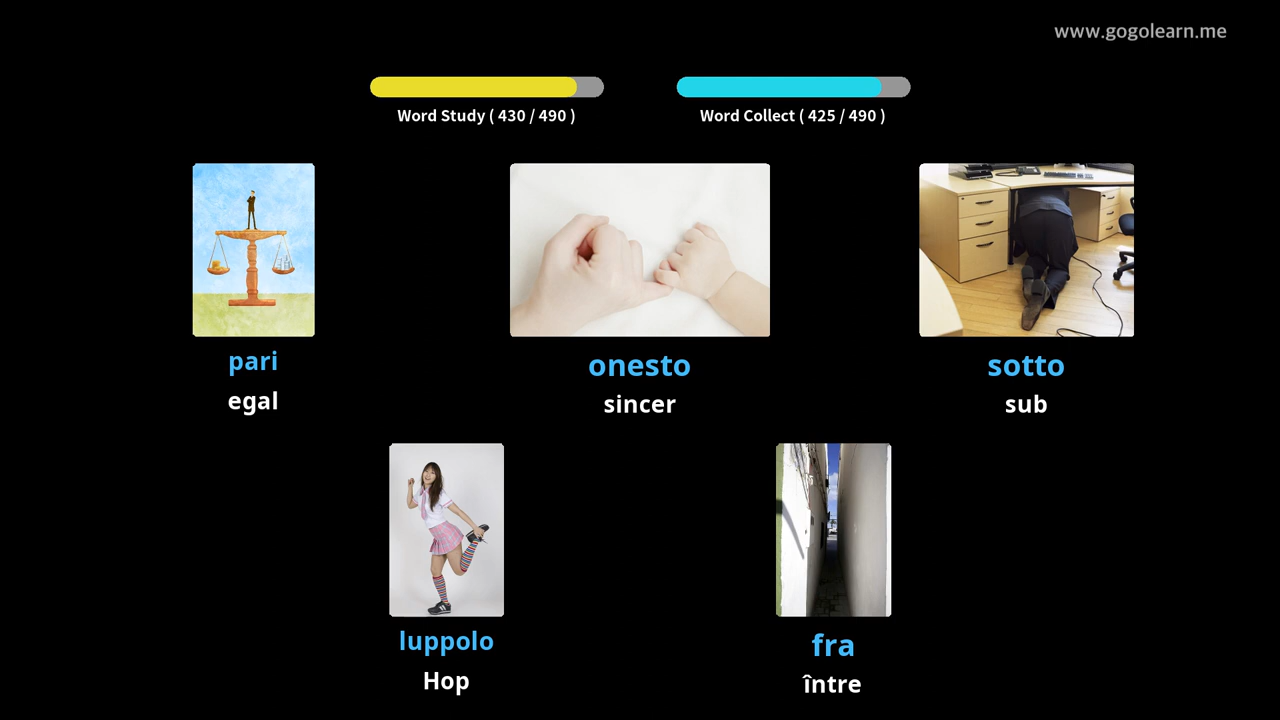 www.gogolearn.me
Word Study ( 430 / 490 )
Word Collect ( 425 / 490 )
pari
egal
onesto
sincer
sotto
sub
luppolo
Hop
fra
între